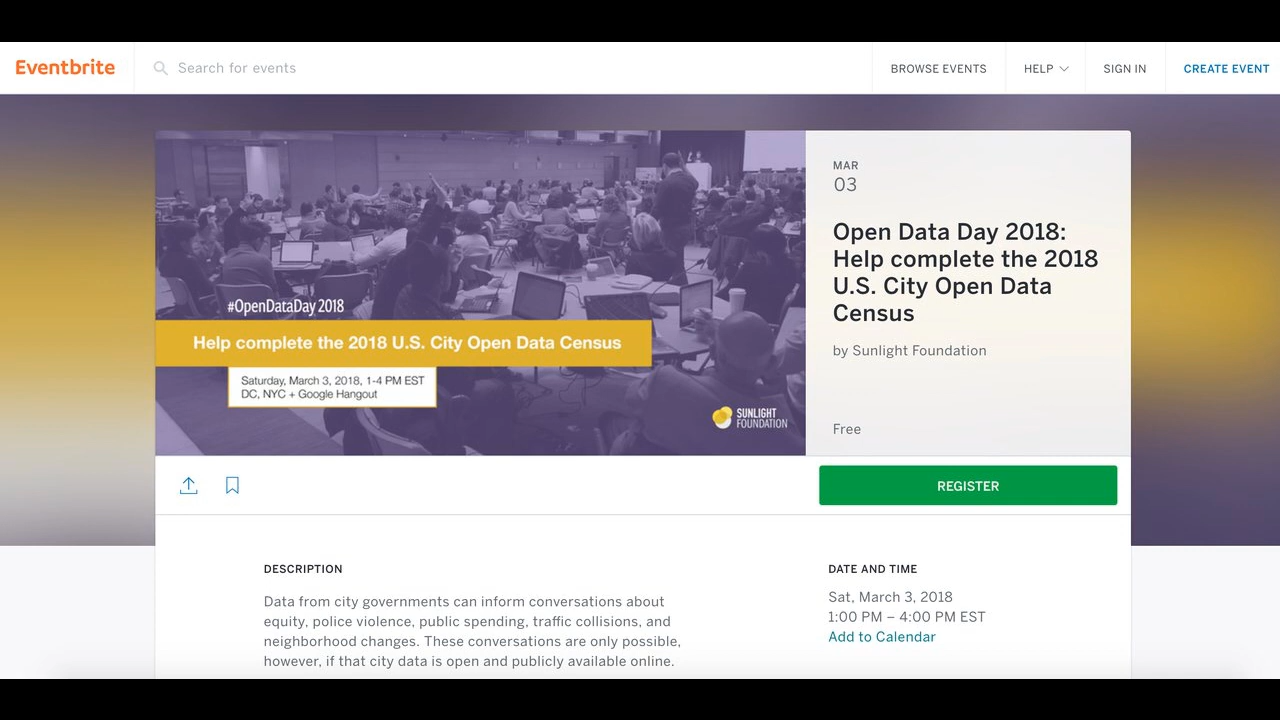 Eventbrite
Search for events
BROWSE EVENTS
HELP
SIGN IN
CREATE EVENT
#OpenDataDay 2018
Help complete the 2018 U.S. City Open Data Census
Saturday, March 3, 2018, 1-4 PM EST
DC, NYC + Google Hangout
SUNLIGHT
FOUNDATION
MAR
03
Open Data Day 2018:
Help complete the 2018
U.S. City Open Data
Census
by Sunlight Foundation
Free
REGISTER
DESCRIPTION
Data from city governments can inform conversations about
equity, police violence, public spending, traffic collisions, and
neighborhood changes. These conversations are only possible,
however, if that city data is open and publicly available online.
DATE AND TIME
Sat, March 3, 2018
1:00 PM – 4:00 PM EST
Add to Calendar